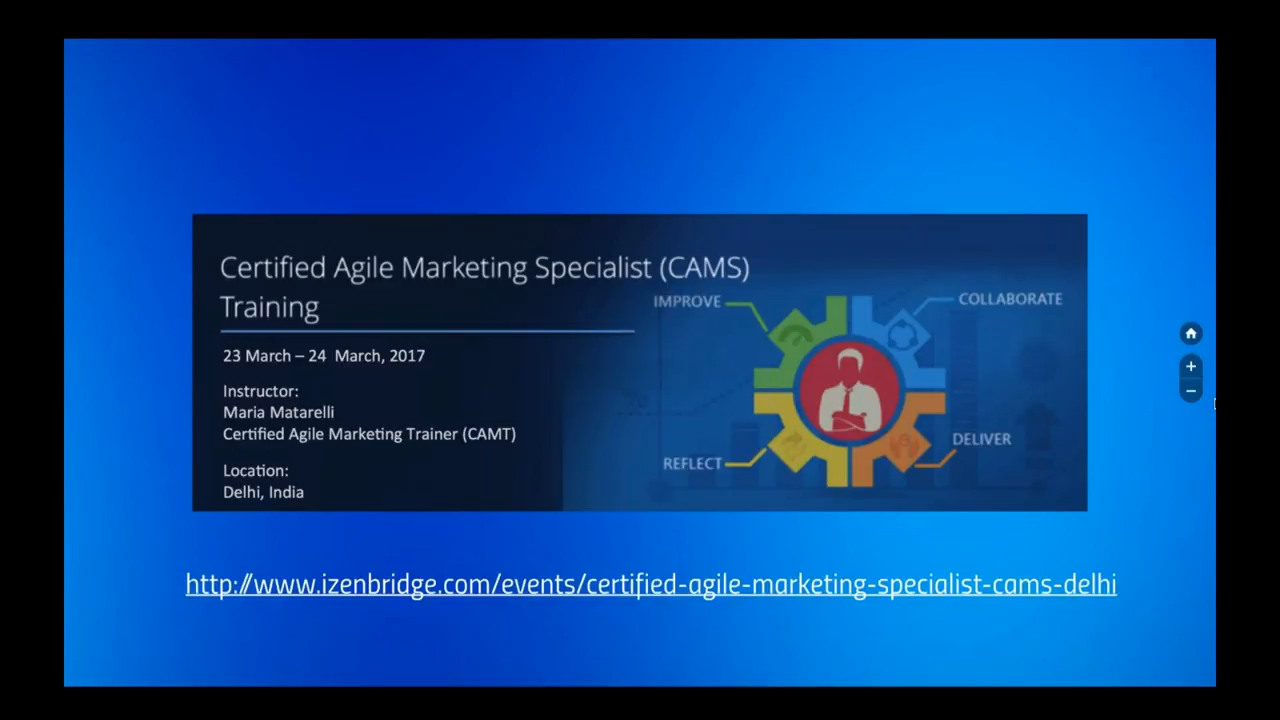 Certified Agile Marketing Specialist (CAMS)
Training
23 March – 24 March, 2017
Instructor:
Maria Matarelli
Certified Agile Marketing Trainer (CAMT)
Location:
Delhi, India
IMPROVE
COLLABORATE
REFLECT
DELIVER
http://www.izenbridge.com/events/certified-agile-marketing-specialist-cams-delhi